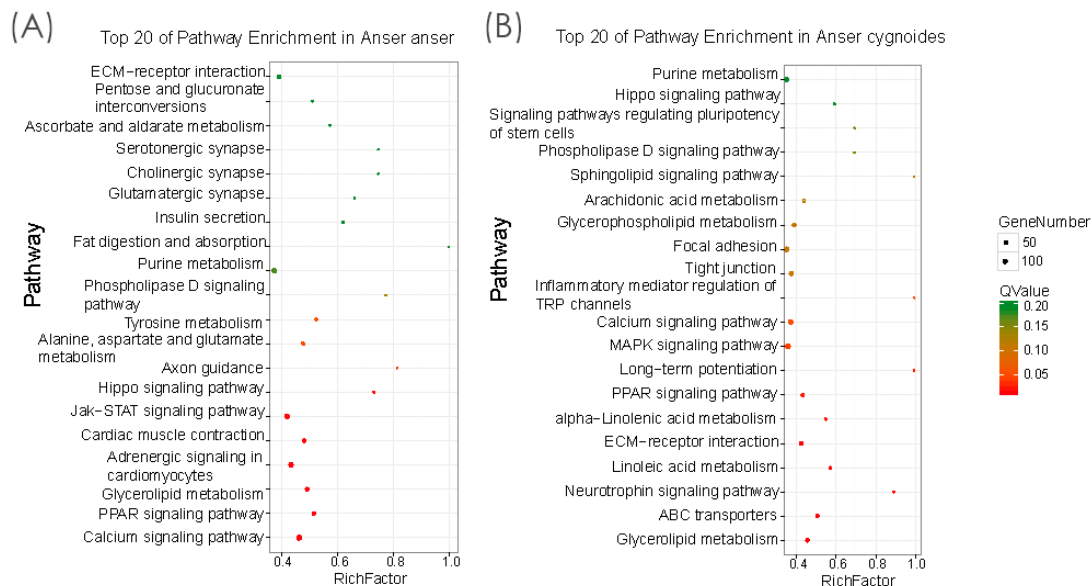 (A)
Top 20 of Pathway Enrichment in Anser anser
Pathway
ECM-receptor interaction
Pentose and glucuronate
interconversions
Ascorbate and aldarate metabolism
Serotonergic synapse
Cholinergic synapse
Glutamatergic synapse
Insulin secretion
Fat digestion and absorption
Purine metabolism
Phospholipase D signaling
pathway
Tyrosine metabolism
Alanine, aspartate and glutamate
metabolism
Axon guidance
Hippo signaling pathway
Jak-STAT signaling pathway
Cardiac muscle contraction
Adrenergic signaling in
cardiomyocytes
Glycerolipid metabolism
PPAR signaling pathway
Calcium signaling pathway
0.4 0.6 0.8 1.0
RichFactor
(B)
Top 20 of Pathway Enrichment in Anser cygnoides
Pathway
Purine metabolism
Hippo signaling pathway
Signaling pathways regulating pluripotency
of stem cells
Phospholipase D signaling pathway
Sphingolipid signaling pathway
Arachidonic acid metabolism
Glycerophospholipid metabolism
Focal adhesion
Tight junction
Inflammatory mediator regulation of
TRP channels
Calcium signaling pathway
MAPK signaling pathway
Long-term potentiation
PPAR signaling pathway
alpha-Linolenic acid metabolism
ECM-receptor interaction
Linoleic acid metabolism
Neurotrophin signaling pathway
ABC transporters
Glycerolipid metabolism
0.4 0.6 0.8 1.0
RichFactor
GeneNumber
50
100
QValue
0.20
0.15
0.10
0.05